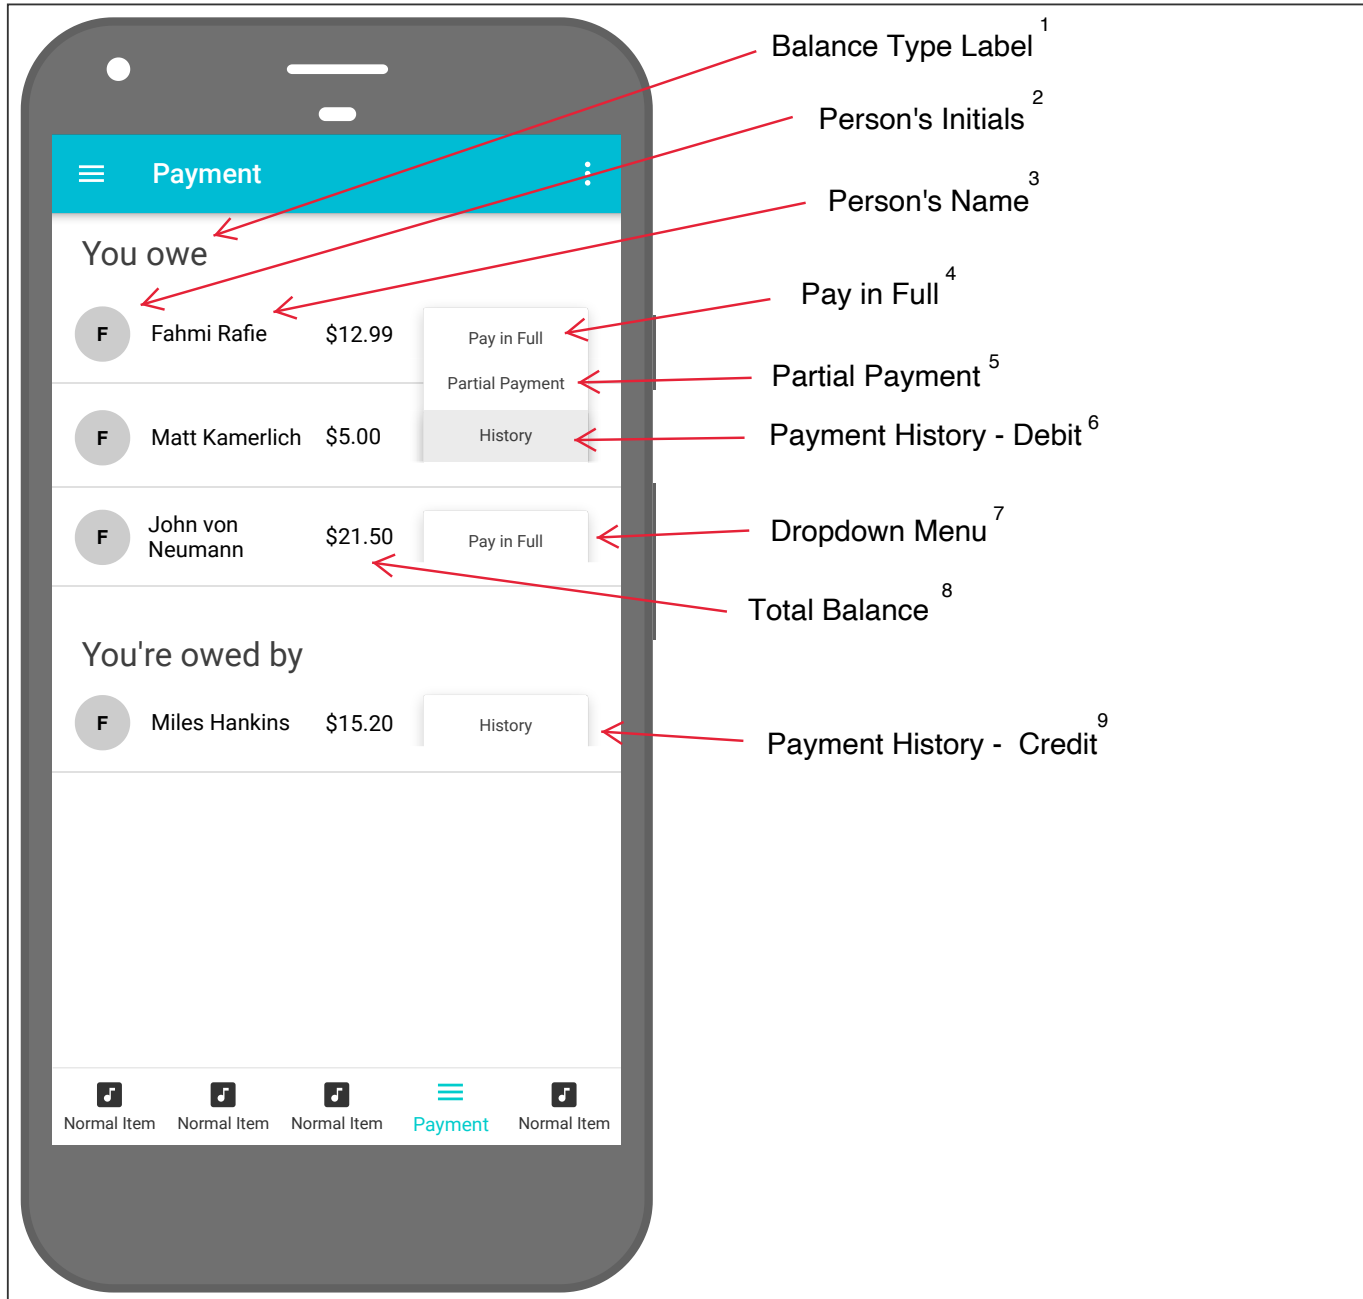 Balance Type Label 1
Person's Initials 2
Payment
Person's Name 3
You owe
Pay in Full 4
F Fahmi Rafie $12.99 Pay in Full
Partial Payment 5
Partial Payment
F Matt Kamerlich $5.00 History
Payment History - Debit 6
John von
Neumann
F $21.50 Pay in Full
Dropdown Menu 7
Total Balance 8
You're owed by
F Miles Hankins $15.20 History
Payment History - Credit 9
Normal Item Normal Item Normal Item Payment Normal Item